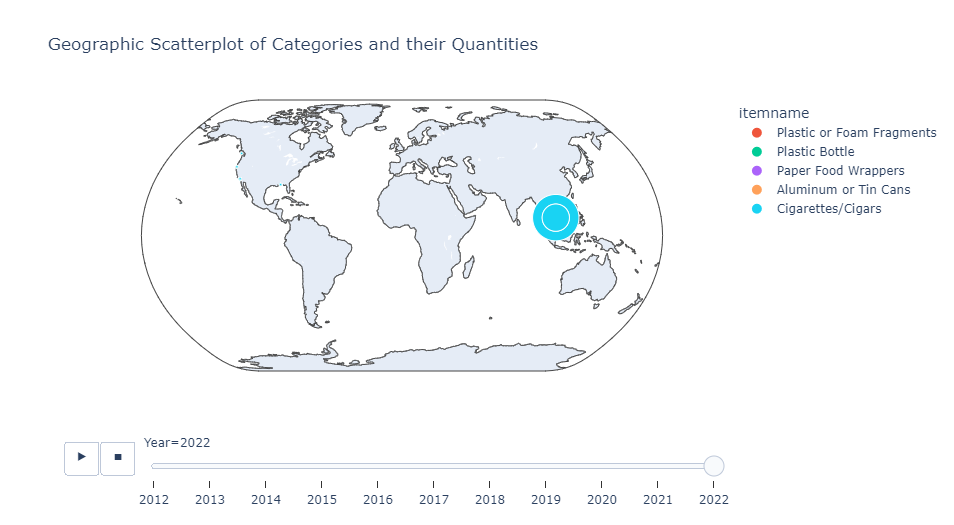 Geographic Scatterplot of Categories and their Quantities
itemname
Plastic or Foam Fragments
Plastic Bottle
Paper Food Wrappers
Aluminum or Tin Cans
Cigarettes/Cigars
Year=2022
2012 2013 2014 2015 2016 2017 2018 2019 2020 2021 2022